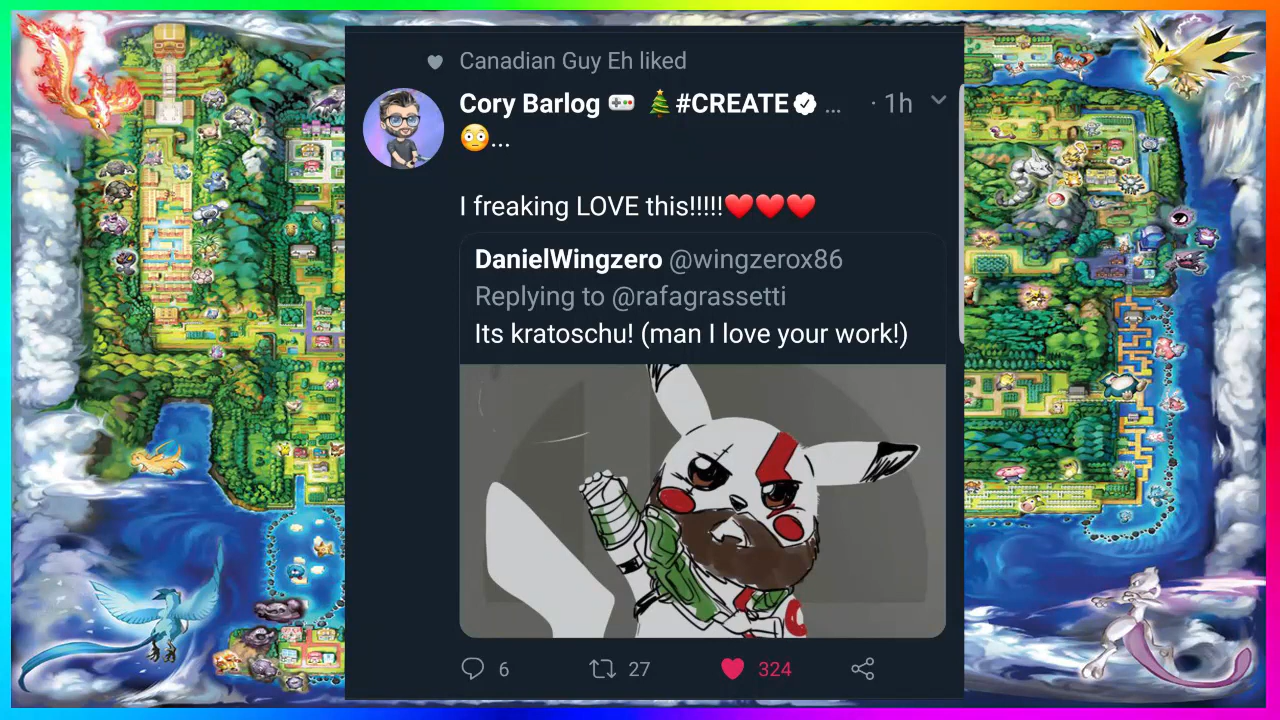 Canadian Guy Eh liked
Cory Barlog 🎮 🎄#CREATE ... · 1h
😳...
I freaking LOVE this!!!!!❤️❤️❤️
DanielWingzero @wingzerox86
Replying to @rafagrassetti
Its kratoschu! (man I love your work!)
6 27 324